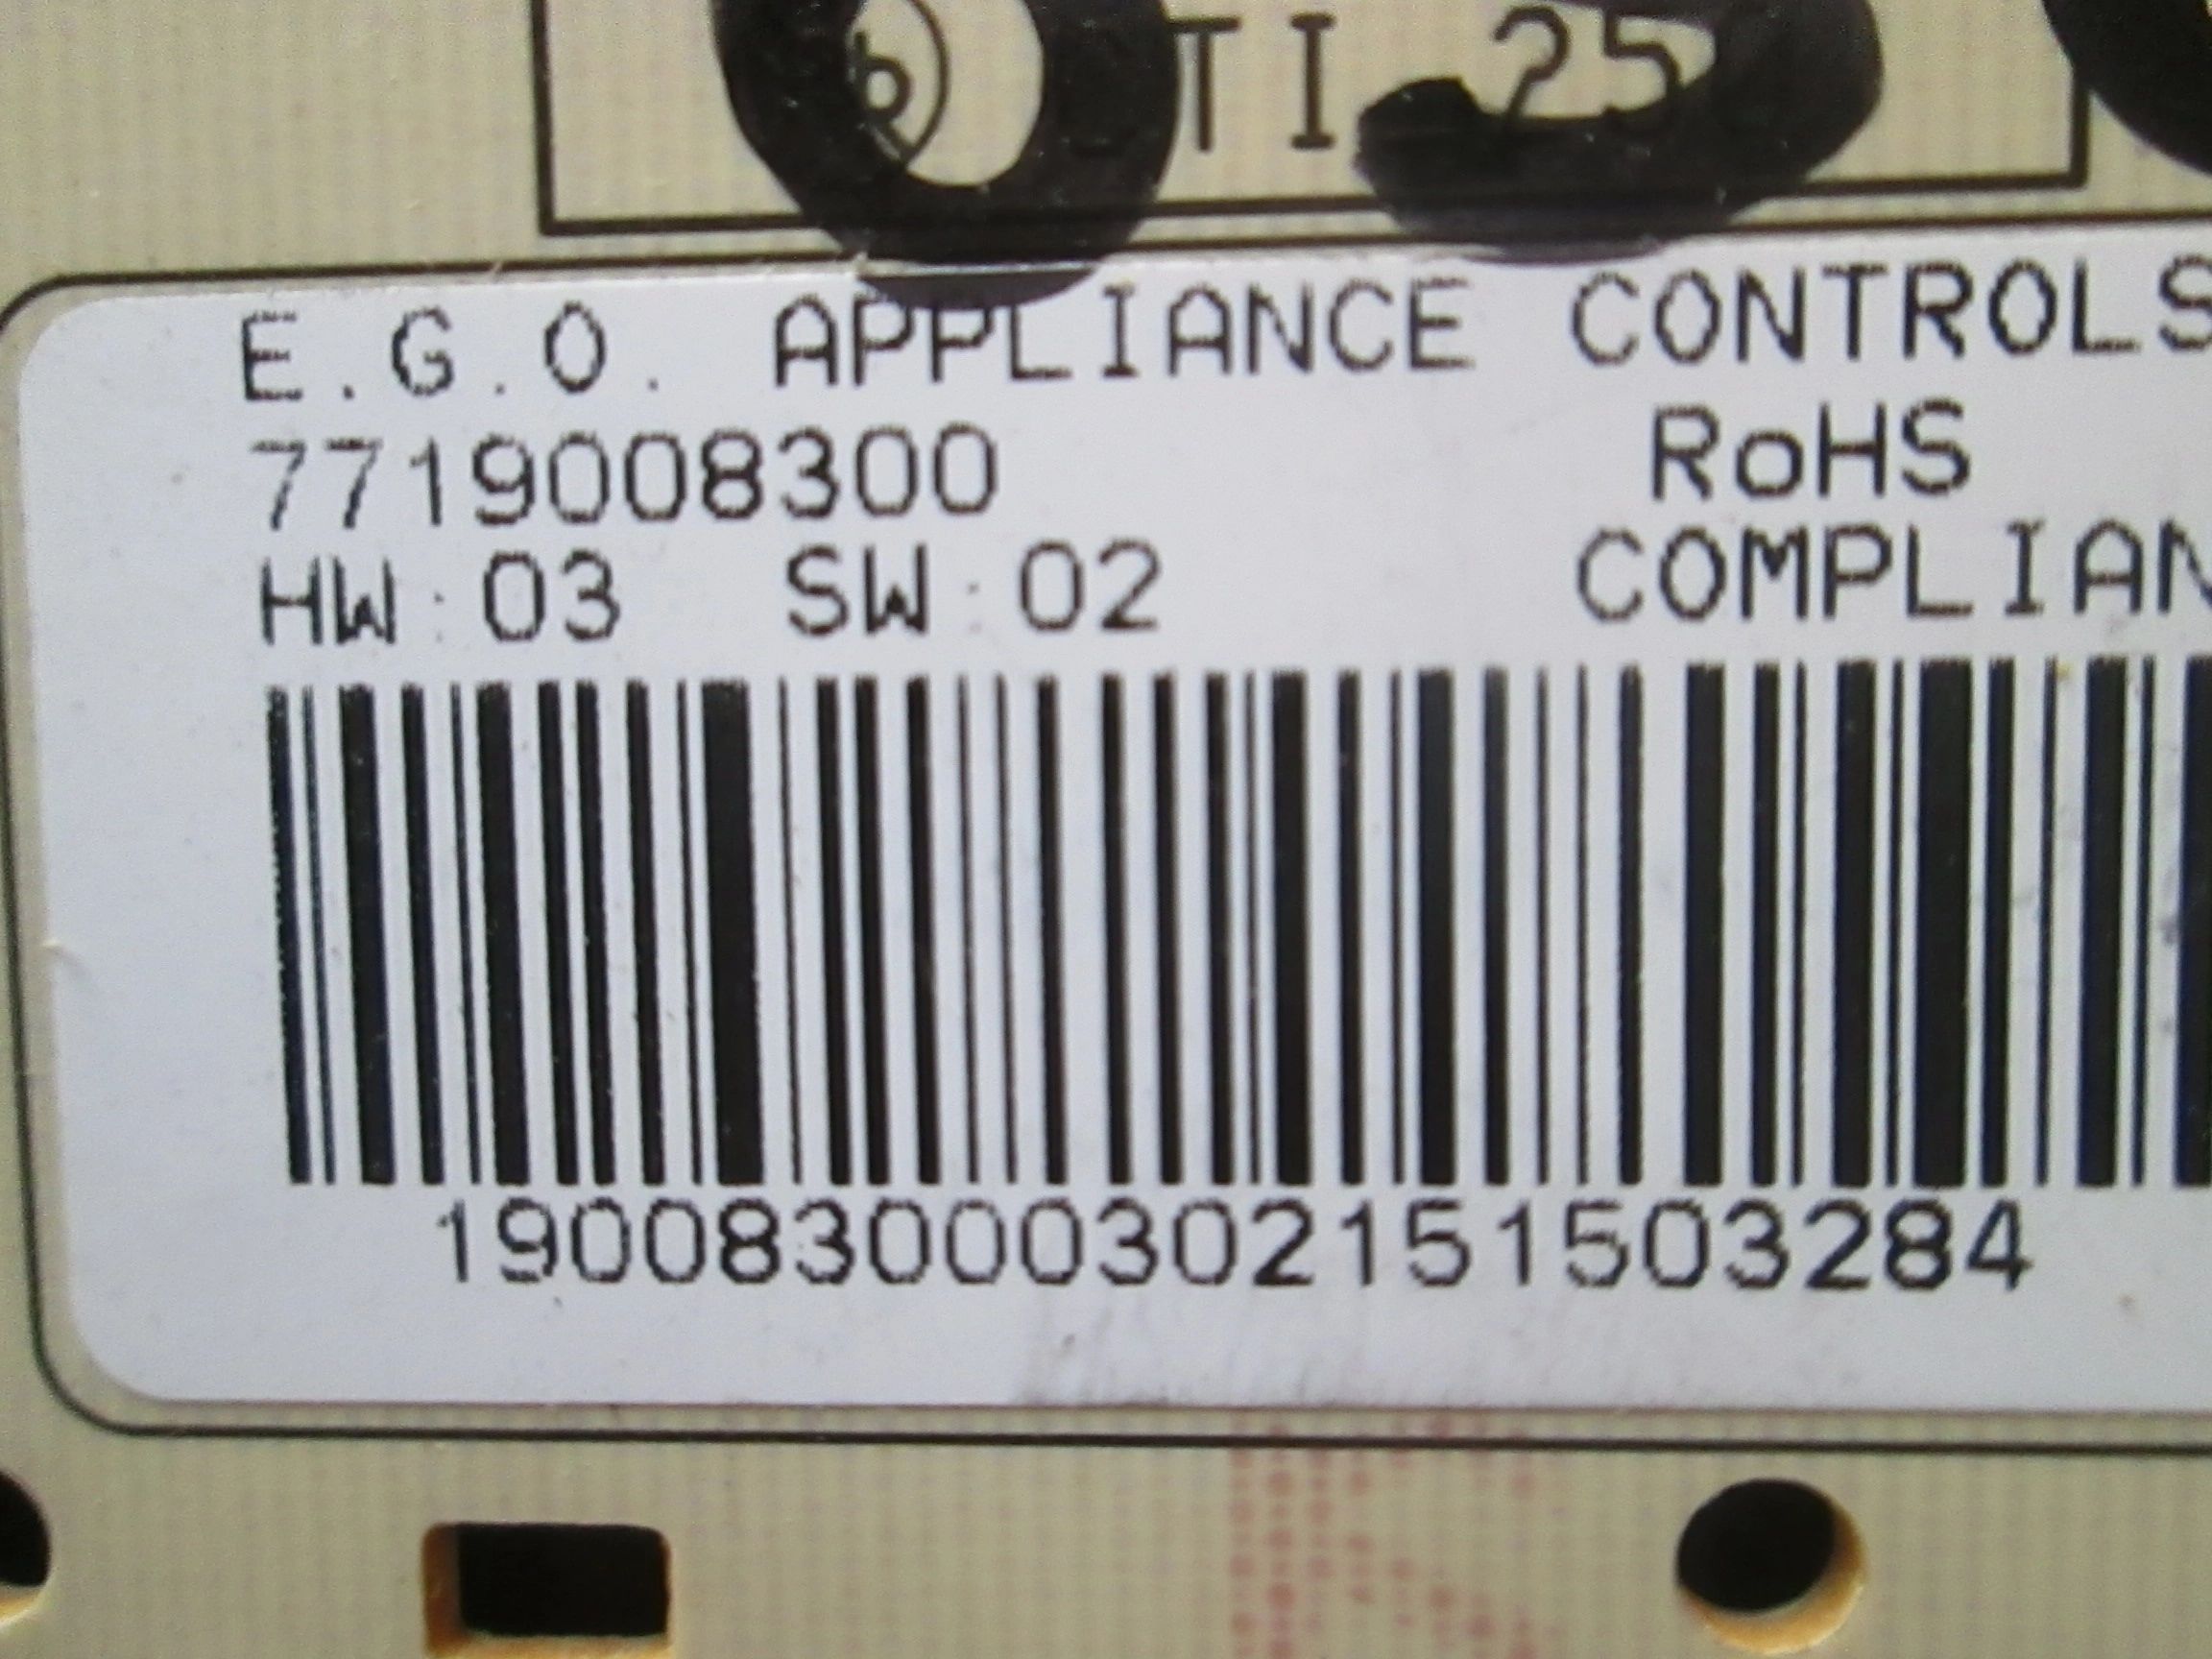 TI 25
E.G.O. APPLIANCE CONTROLS
7719008300
RoHS
HW:03 SW:02
COMPLIAN
190083000302151503284